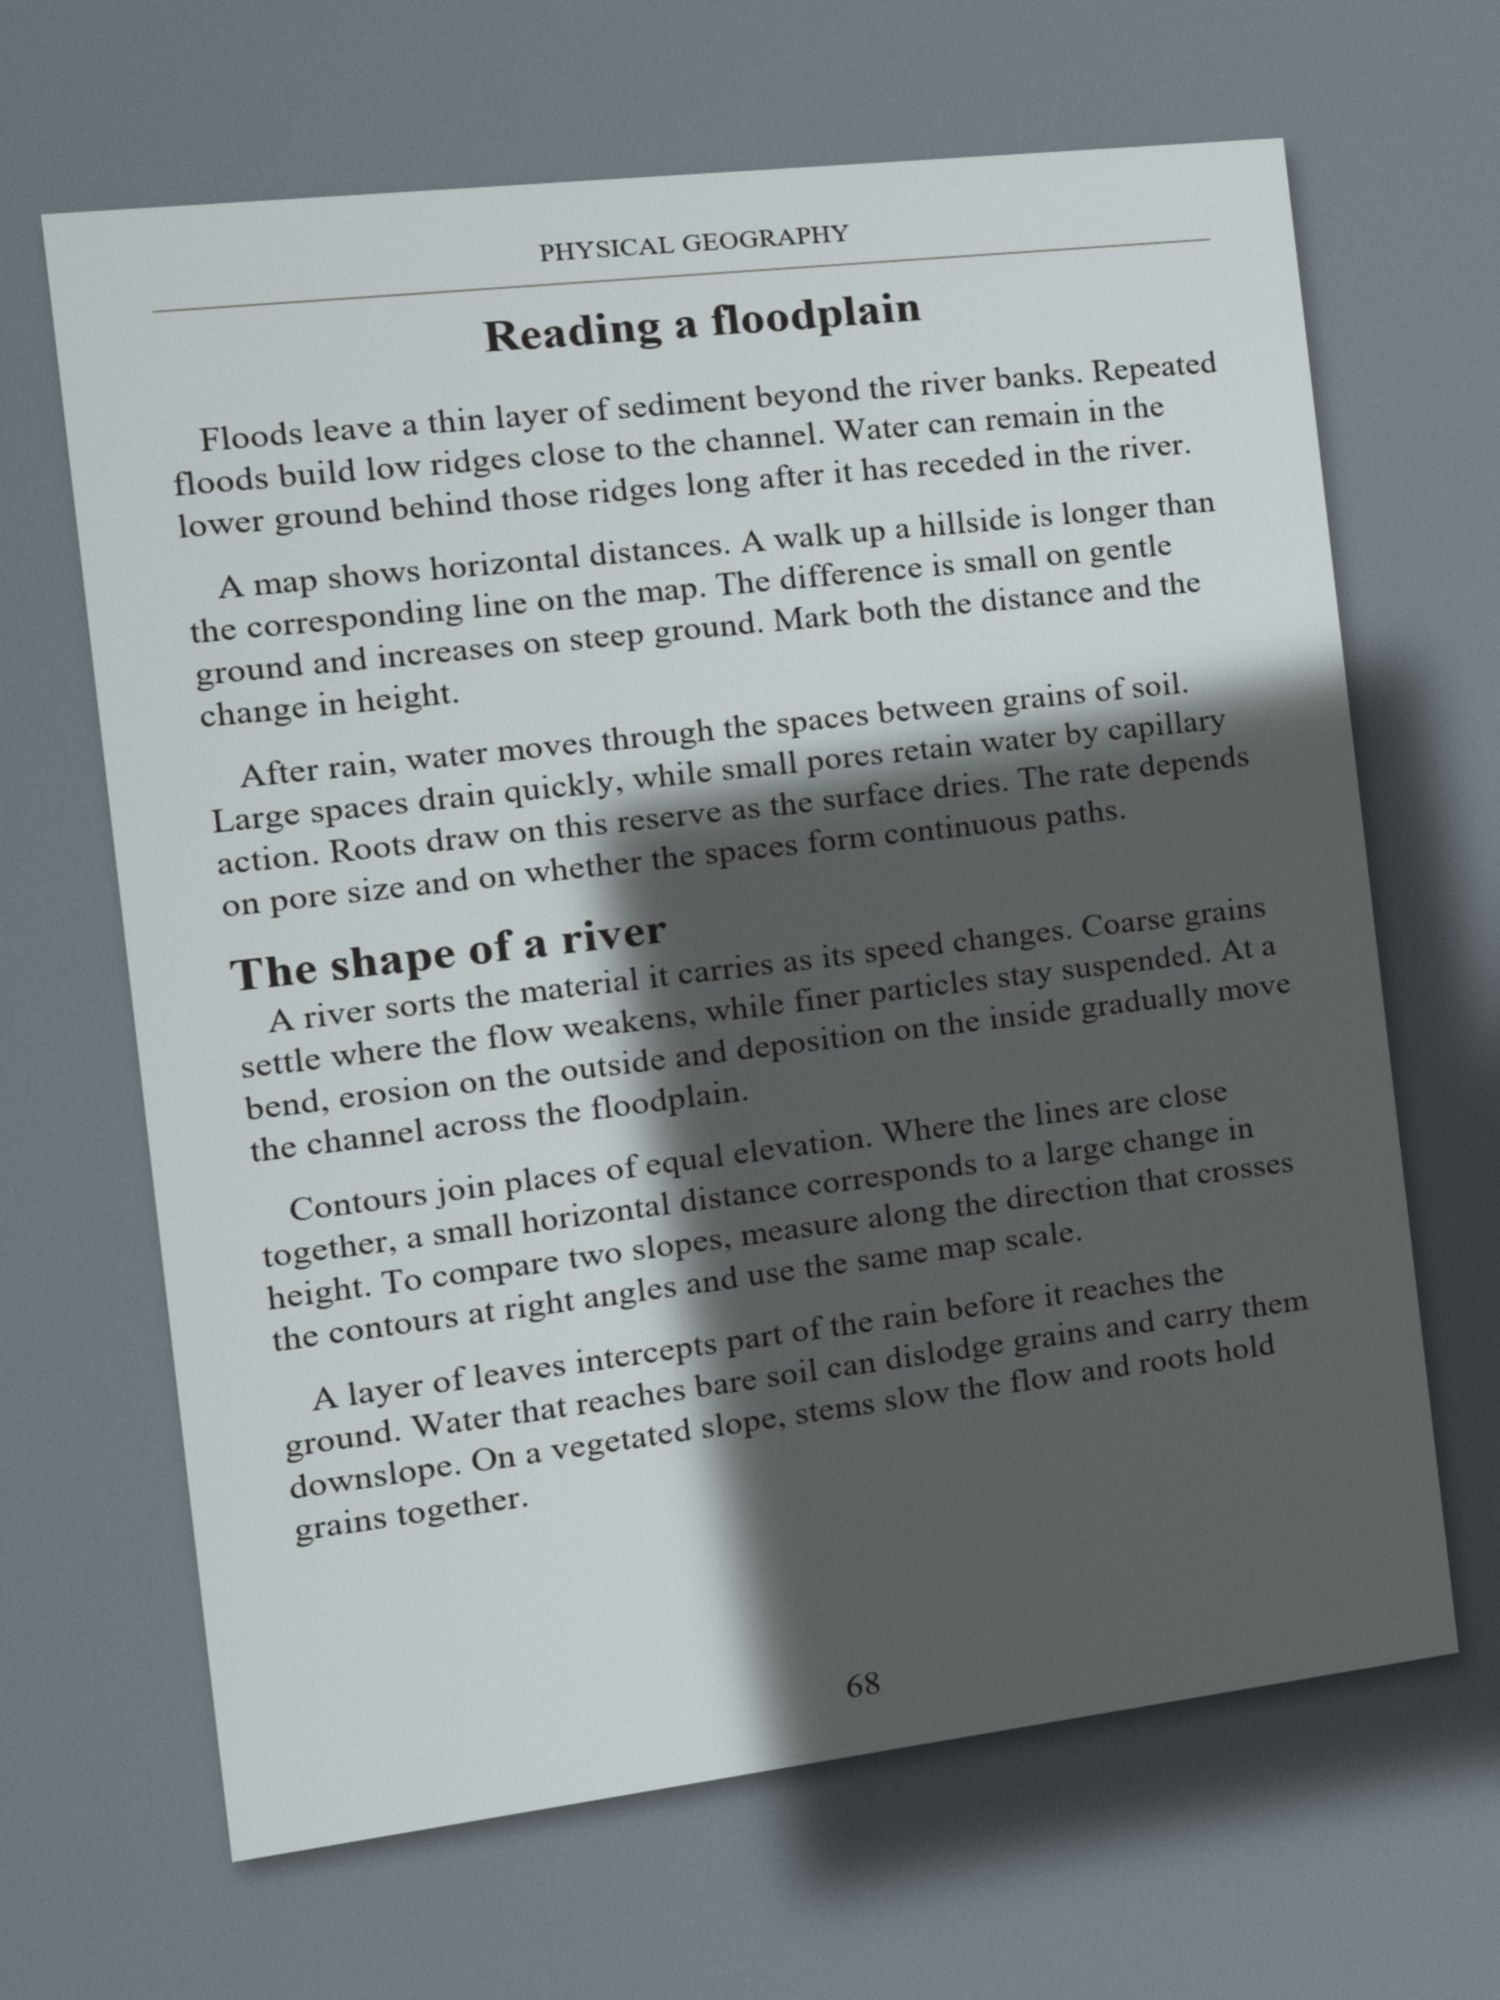 PHYSICAL GEOGRAPHY
Reading a floodplain
Floods leave a thin layer of sediment beyond the river banks. Repeated
floods build low ridges close to the channel. Water can remain in the
lower ground behind those ridges long after it has receded in the river.
A map shows horizontal distances. A walk up a hillside is longer than
the corresponding line on the map. The difference is small on gentle
ground and increases on steep ground. Mark both the distance and the
change in height.
After rain, water moves through the spaces between grains of soil.
Large spaces drain quickly, while small pores retain water by capillary
action. Roots draw on this reserve as the surface dries. The rate depends
on pore size and on whether the spaces form continuous paths.
The shape of a river
A river sorts the material it carries as its speed changes. Coarse grains
settle where the flow weakens, while finer particles stay suspended. At a
bend, erosion on the outside and deposition on the inside gradually move
the channel across the floodplain.
Contours join places of equal elevation. Where the lines are close
together, a small horizontal distance corresponds to a large change in
height. To compare two slopes, measure along the direction that crosses
the contours at right angles and use the same map scale.
A layer of leaves intercepts part of the rain before it reaches the
ground. Water that reaches bare soil can dislodge grains and carry them
downslope. On a vegetated slope, stems slow the flow and roots hold
grains together.
68